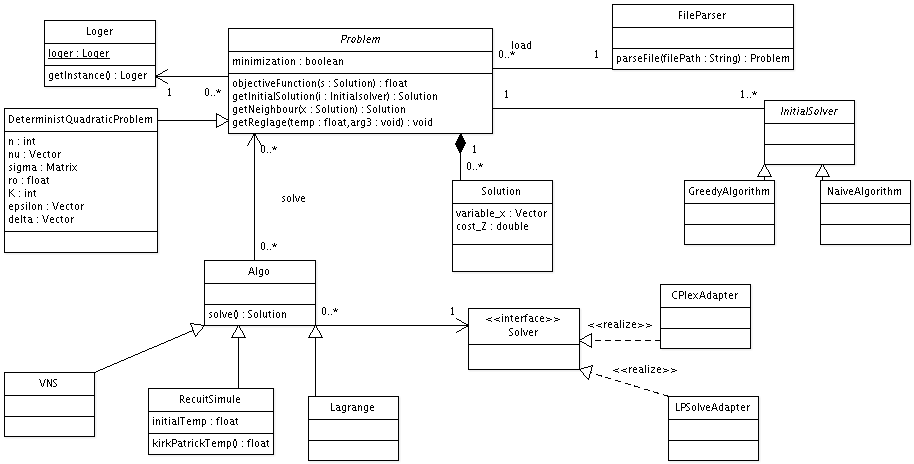 Loger
loger : Loger
getInstance() : Loger
1
0..*
Problem
minimization : boolean
objectiveFunction(s : Solution) : float
getInitialSolution(i : Initialsolver) : Solution
getNeighbour(x : Solution) : Solution
getReglage(temp : float,arg3 : void) : void
load
0..*
1
FileParser
parseFile(filePath : String) : Problem
1
1..*
InitialSolver
GreedyAlgorithm
NaiveAlgorithm
DeterministQuadraticProblem
n : int
nu : Vector
sigma : Matrix
ro : float
K : int
epsilon : Vector
delta : Vector
0..*
solve
0..*
1
0..*
Solution
variable_x : Vector
cost_Z : double
Algo
solve() : Solution
0..*
1
<<interface>>
Solver
<<realize>>
CPlexAdapter
<<realize>>
LPSolveAdapter
VNS
RecuitSimule
initialTemp : float
kirkPatrickTemp() : float
Lagrange